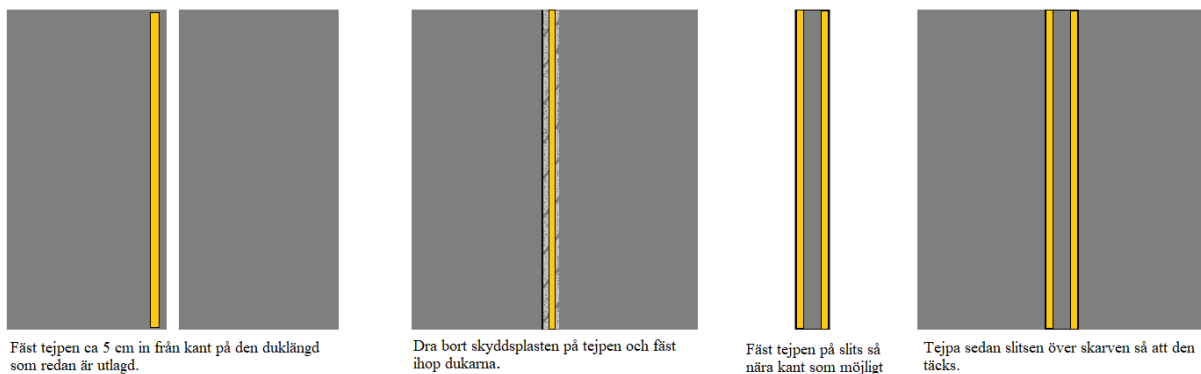 Fäst tejpen ca 5 cm in från kant på den duklängd
som redan är utlagd.
Dra bort skyddsplasten på tejpen och fäst
ihop dukarna.
Fäst tejpen på slits så
nära kant som möjligt
Tejpa sedan slitsen över skarven så att den
täcks.